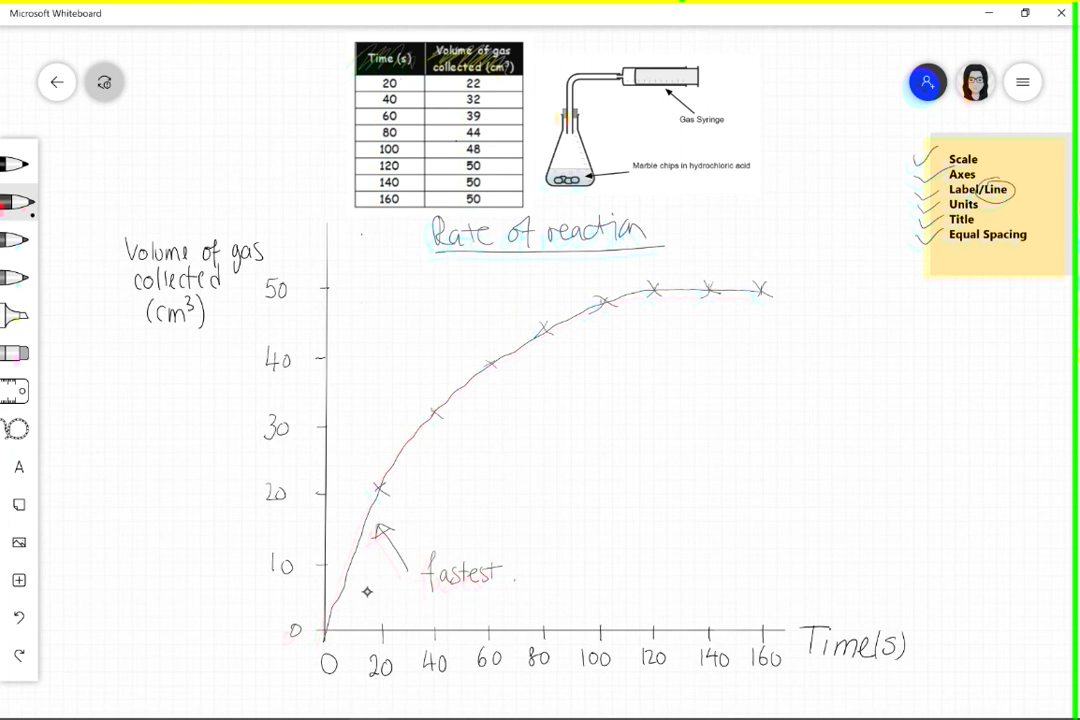 Microsoft Whiteboard
Time (s) Volume of gas collected (cm³)
20 22
40 32
60 39
80 44
100 48
120 50
140 50
160 50
Gas Syringe
Marble chips in hydrochloric acid
Scale
Axes
Label/Line
Units
Title
Equal Spacing
Rate of reaction
Volume of gas
collected
(cm³)
50
40
30
20
10
0
fastest.
0 20 40 60 80 100 120 140 160
Time(s)
A